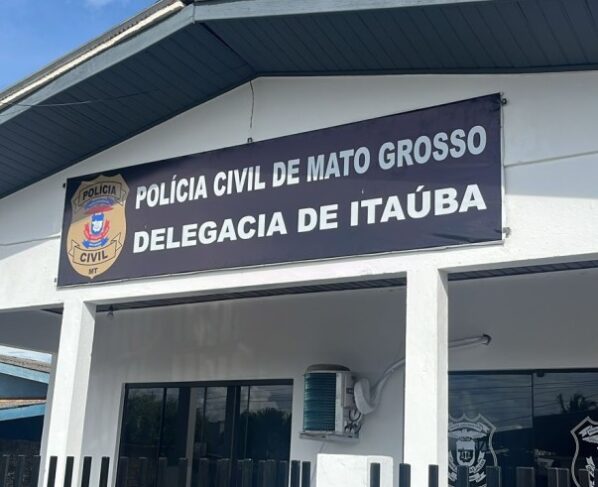 POLÍCIA CIVIL DE MATO GROSSO
DELEGACIA DE ITAÚBA
POLÍCIA
CIVIL
MT